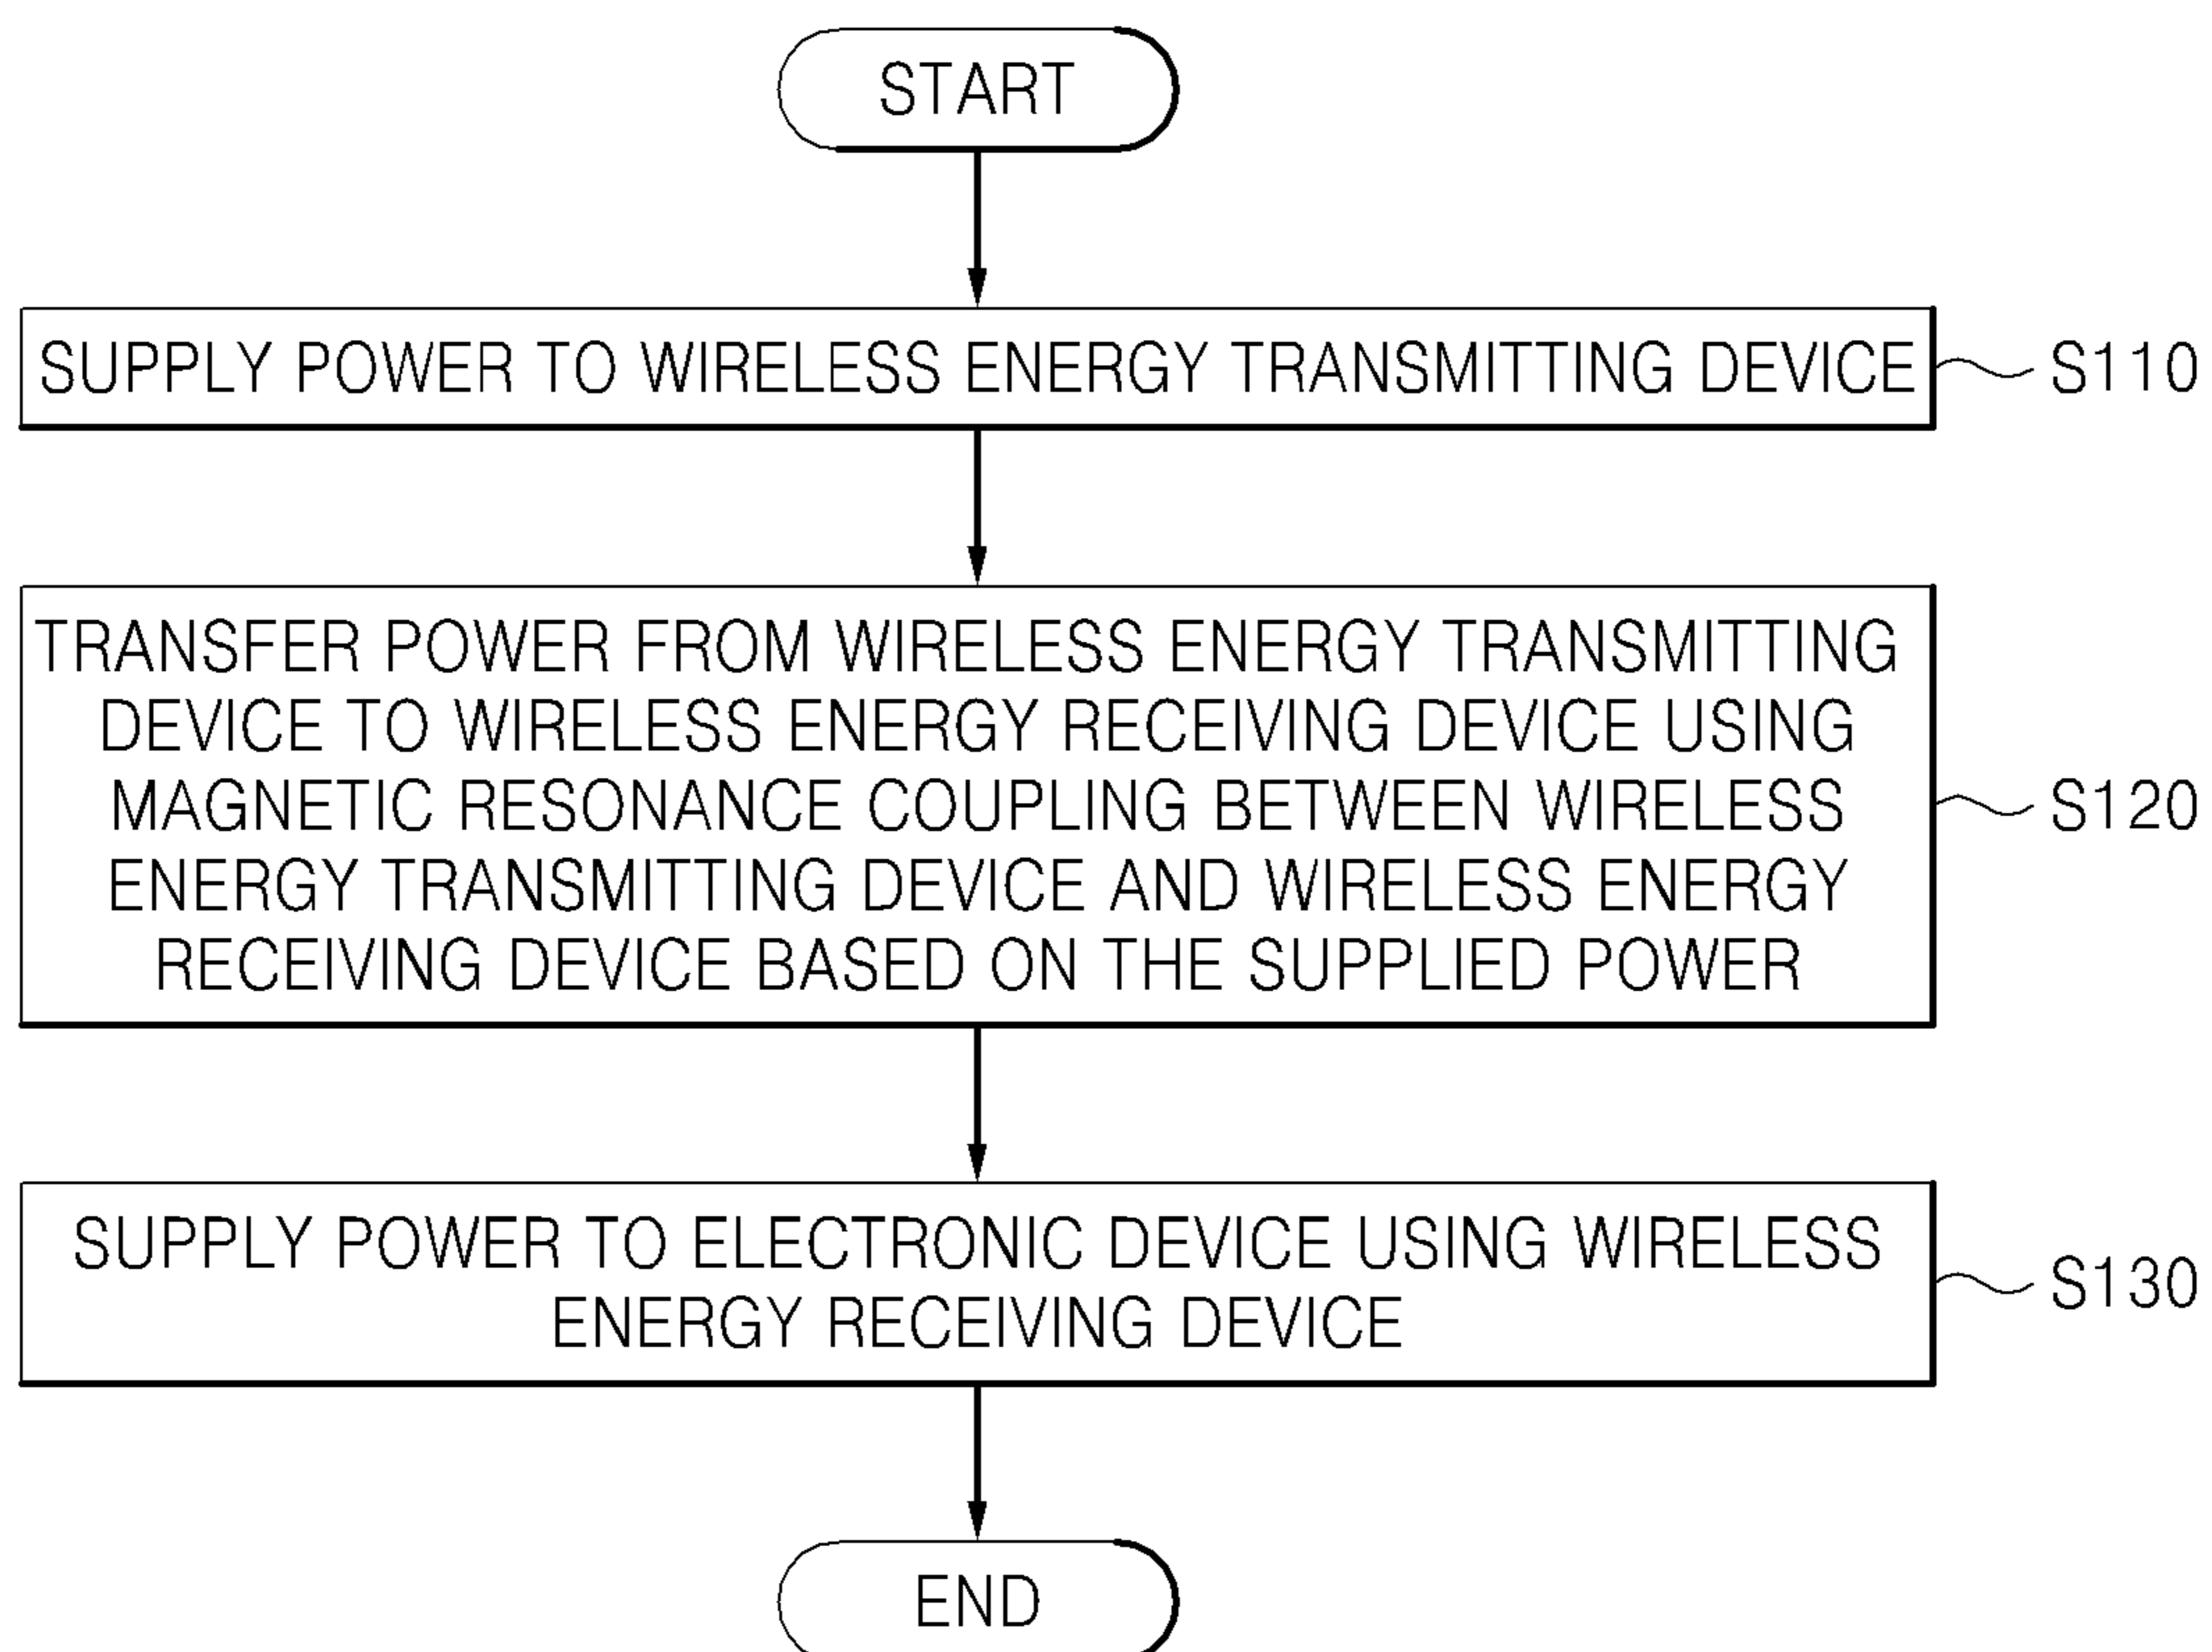 START
SUPPLY POWER TO WIRELESS ENERGY TRANSMITTING DEVICE
S110
TRANSFER POWER FROM WIRELESS ENERGY TRANSMITTING
DEVICE TO WIRELESS ENERGY RECEIVING DEVICE USING
MAGNETIC RESONANCE COUPLING BETWEEN WIRELESS
ENERGY TRANSMITTING DEVICE AND WIRELESS ENERGY
RECEIVING DEVICE BASED ON THE SUPPLIED POWER
S120
SUPPLY POWER TO ELECTRONIC DEVICE USING WIRELESS
ENERGY RECEIVING DEVICE
S130
END